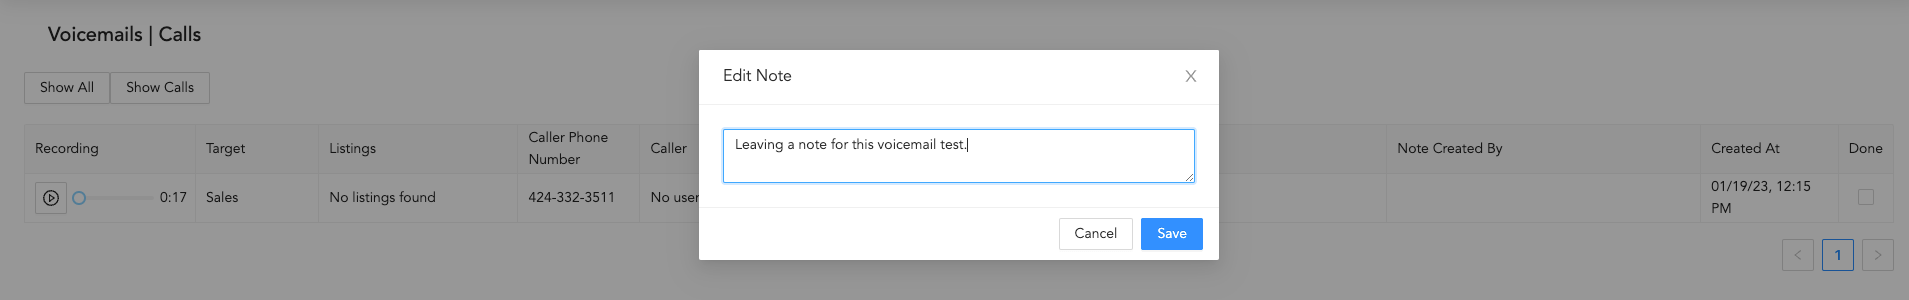 Voicemails | Calls
Edit Note
X
Show All Show Calls
Leaving a note for this voicemail test.
Recording Target Listings Caller Phone Number Caller Note Created By Created At Done
0:17 Sales No listings found 424-332-3511 No user 01/19/23, 12:15 PM
Cancel Save
< 1 >